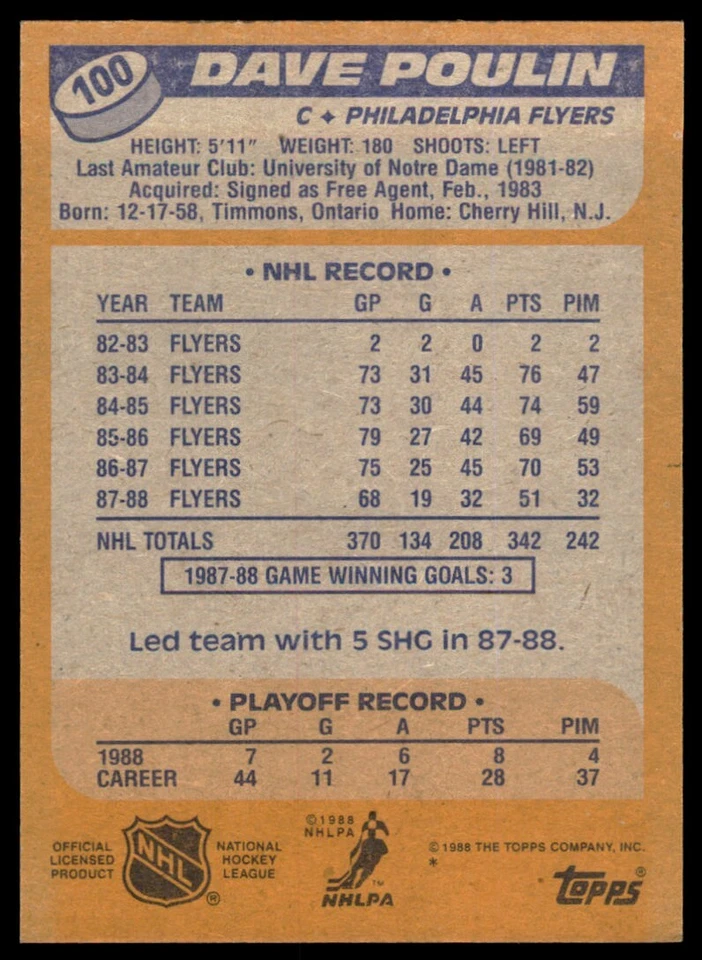 100
DAVE POULIN
C ✦ PHILADELPHIA FLYERS
HEIGHT: 5'11" WEIGHT: 180 SHOOTS: LEFT
Last Amateur Club: University of Notre Dame (1981-82)
Acquired: Signed as Free Agent, Feb., 1983
Born: 12-17-58, Timmons, Ontario Home: Cherry Hill, N.J.
• NHL RECORD •
YEAR TEAM GP G A PTS PIM
82-83 FLYERS 2 2 0 2 2
83-84 FLYERS 73 31 45 76 47
84-85 FLYERS 73 30 44 74 59
85-86 FLYERS 79 27 42 69 49
86-87 FLYERS 75 25 45 70 53
87-88 FLYERS 68 19 32 51 32
NHL TOTALS 370 134 208 342 242
1987-88 GAME WINNING GOALS: 3
Led team with 5 SHG in 87-88.
• PLAYOFF RECORD •
GP G A PTS PIM
1988 7 2 6 8 4
CAREER 44 11 17 28 37
OFFICIAL
LICENSED
PRODUCT
NHL
®
NATIONAL
HOCKEY
LEAGUE
©1988
NHLPA
™
NHLPA
©1988 THE TOPPS COMPANY, INC.
*
topps®